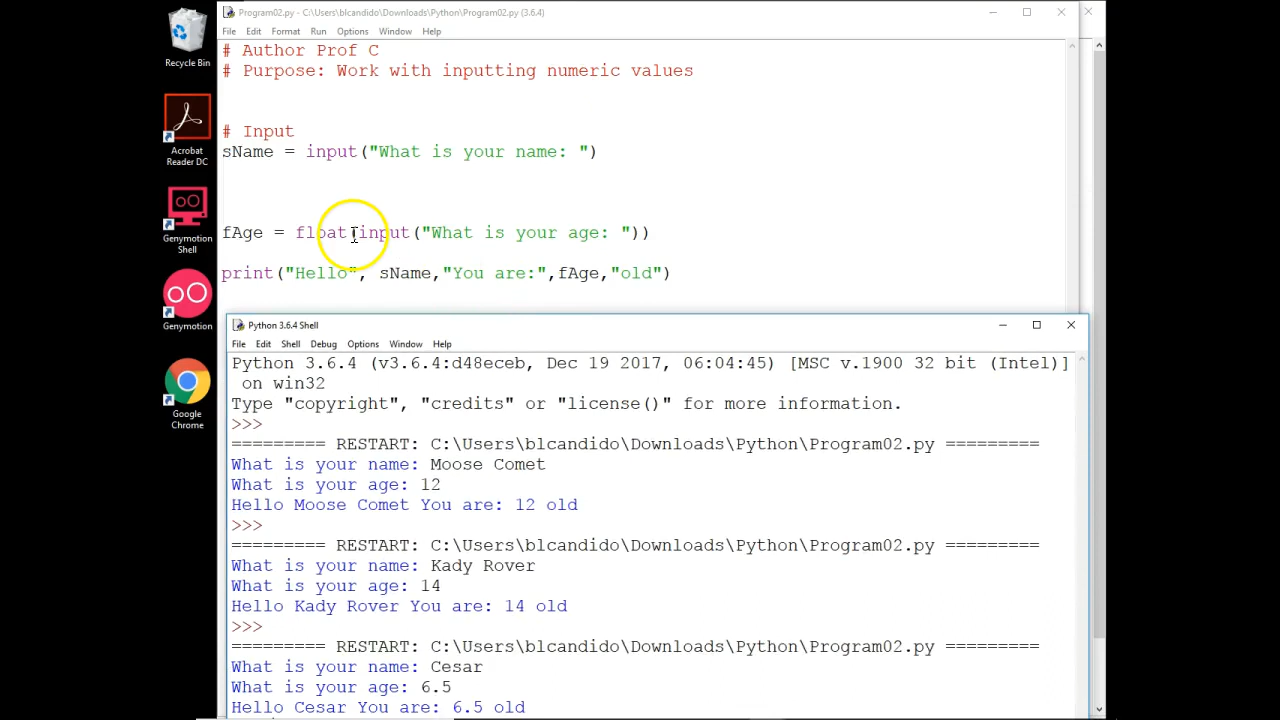 Program02.py - C:\Users\blcandido\Downloads\Python\Program02.py (3.6.4)
File Edit Format Run Options Window Help
# Author Prof C
# Purpose: Work with inputting numeric values
# Input
sName = input("What is your name: ")
fAge = float(input("What is your age: "))
print("Hello", sName,"You are:",fAge,"old")
Recycle Bin
Acrobat
Reader DC
Genymotion
Shell
Genymotion
Google
Chrome
Python 3.6.4 Shell
File Edit Shell Debug Options Window Help
Python 3.6.4 (v3.6.4:d48eceb, Dec 19 2017, 06:04:45) [MSC v.1900 32 bit (Intel)]
on win32
Type "copyright", "credits" or "license()" for more information.
>>>
========= RESTART: C:\Users\blcandido\Downloads\Python\Program02.py =========
What is your name: Moose Comet
What is your age: 12
Hello Moose Comet You are: 12 old
>>>
========= RESTART: C:\Users\blcandido\Downloads\Python\Program02.py =========
What is your name: Kady Rover
What is your age: 14
Hello Kady Rover You are: 14 old
>>>
========= RESTART: C:\Users\blcandido\Downloads\Python\Program02.py =========
What is your name: Cesar
What is your age: 6.5
Hello Cesar You are: 6.5 old